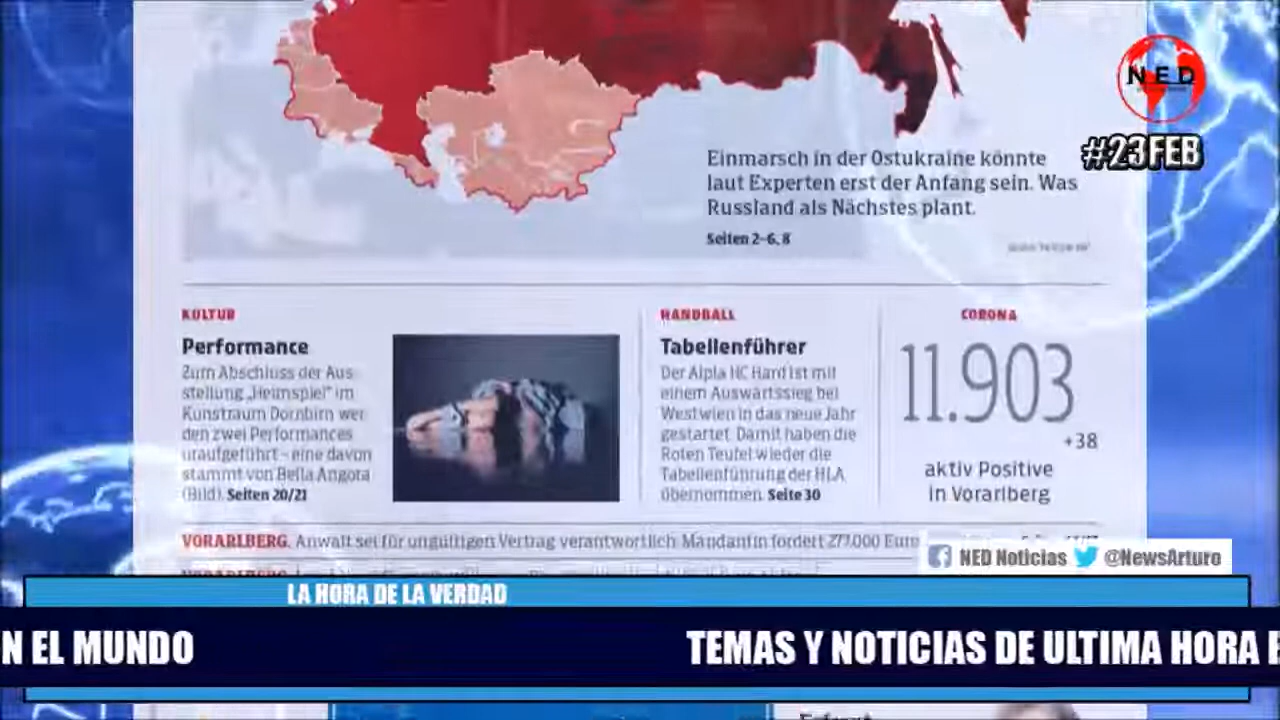 NED
#23FEB
Einmarsch in der Ostukraine könnte
laut Experten erst der Anfang sein. Was
Russland als Nächstes plant.
Seiten 2–6, 8
KULTUR
Performance
Zum Abschluss der Aus-
stellung „Heimspiel“ im
Kunstraum Dornbirn wer-
den zwei Performances
uraufgeführt – eine davon
stammt von Bella Angora
(Bild). Seiten 20/21
HANDBALL
Tabellenführer
Der Alpla HC Hard ist mit
einem Auswärtssieg bei
Westwien in das neue Jahr
gestartet. Damit haben die
Roten Teufel wieder die
Tabellenführung der HLA
übernommen. Seite 30
CORONA
11.903
+38
aktiv Positive
in Vorarlberg
VORARLBERG. Anwalt sei für ungültigen Vertrag verantwortlich. Mandantin fordert 277.000 Euro
NED Noticias @NewsArturo
LA HORA DE LA VERDAD
N EL MUNDO TEMAS Y NOTICIAS DE ULTIMA HORA E